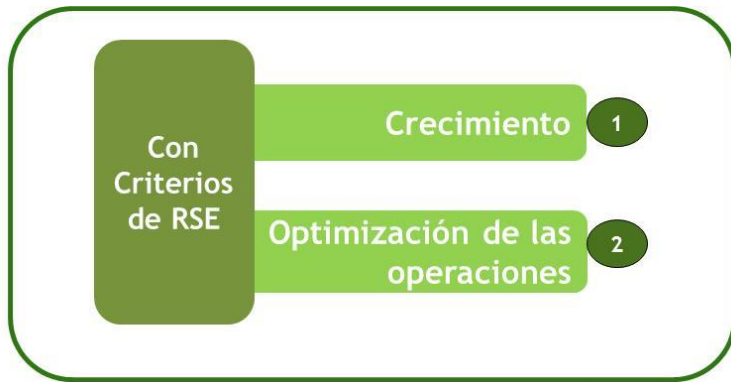 Con
Criterios
de RSE
Crecimiento
1
Optimización de las
operaciones
2